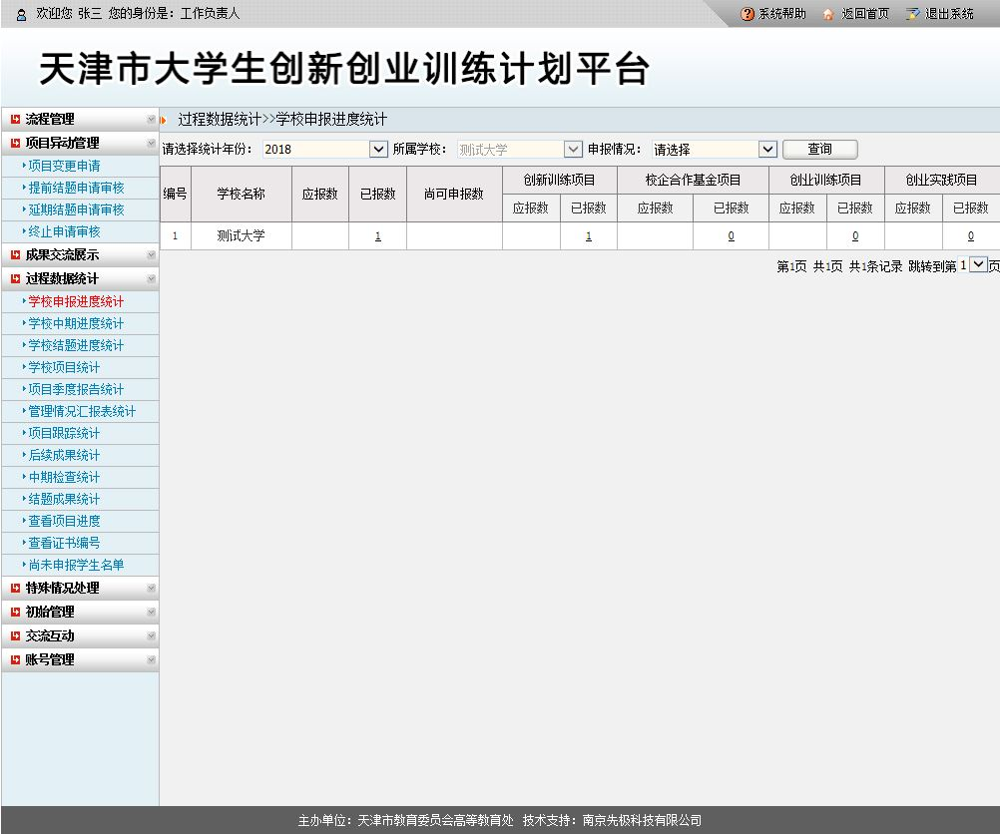 欢迎您 张三 您的身份是：工作负责人 系统帮助 返回首页 退出系统
天津市大学生创新创业训练计划平台
流程管理
项目异动管理
项目变更申请
提前结题申请审核
延期结题申请审核
终止申请审核
成果交流展示
过程数据统计
学校申报进度统计
学校中期进度统计
学校结题进度统计
学校项目统计
项目季度报告统计
管理情况汇报表统计
项目跟踪统计
后续成果统计
中期检查统计
结题成果统计
查看项目进度
查看证书编号
尚未申报学生名单
特殊情况处理
初始管理
交流互动
账号管理
过程数据统计>>学校申报进度统计
请选择统计年份： 2018 所属学校： 测试大学 申报情况： 请选择 查询
编号 学校名称 应报数 已报数 尚可申报数 创新训练项目 校企合作基金项目 创业训练项目 创业实践项目
应报数 已报数 应报数 已报数 应报数 已报数 应报数 已报数
1 测试大学 1 1 0 0 0
第1页 共1页 共1条记录 跳转到第 1 页
主办单位：天津市教育委员会高等教育处 技术支持：南京先极科技有限公司